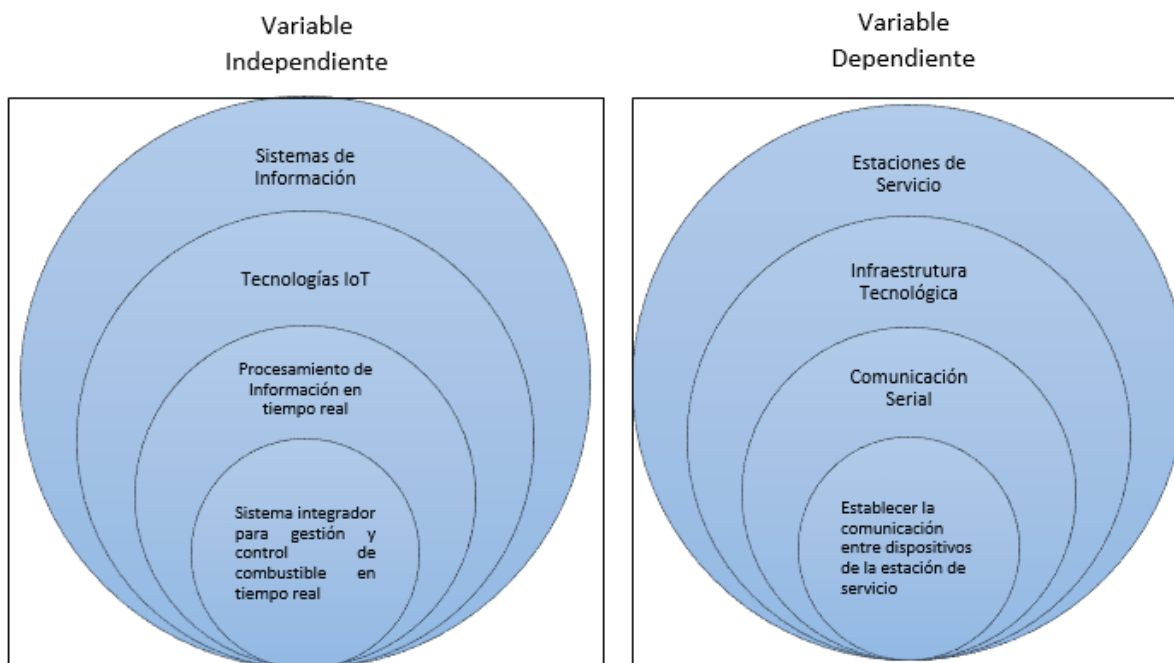 Variable
Independiente
Sistemas de
Información
Tecnologías IoT
Procesamiento de
Información en
tiempo real
Sistema integrador
para gestión y
control de
combustible en
tiempo real
Variable
Dependiente
Estaciones de
Servicio
Infraestrutura
Tecnológica
Comunicación
Serial
Establecer la
comunicación
entre dispositivos
de la estación de
servicio